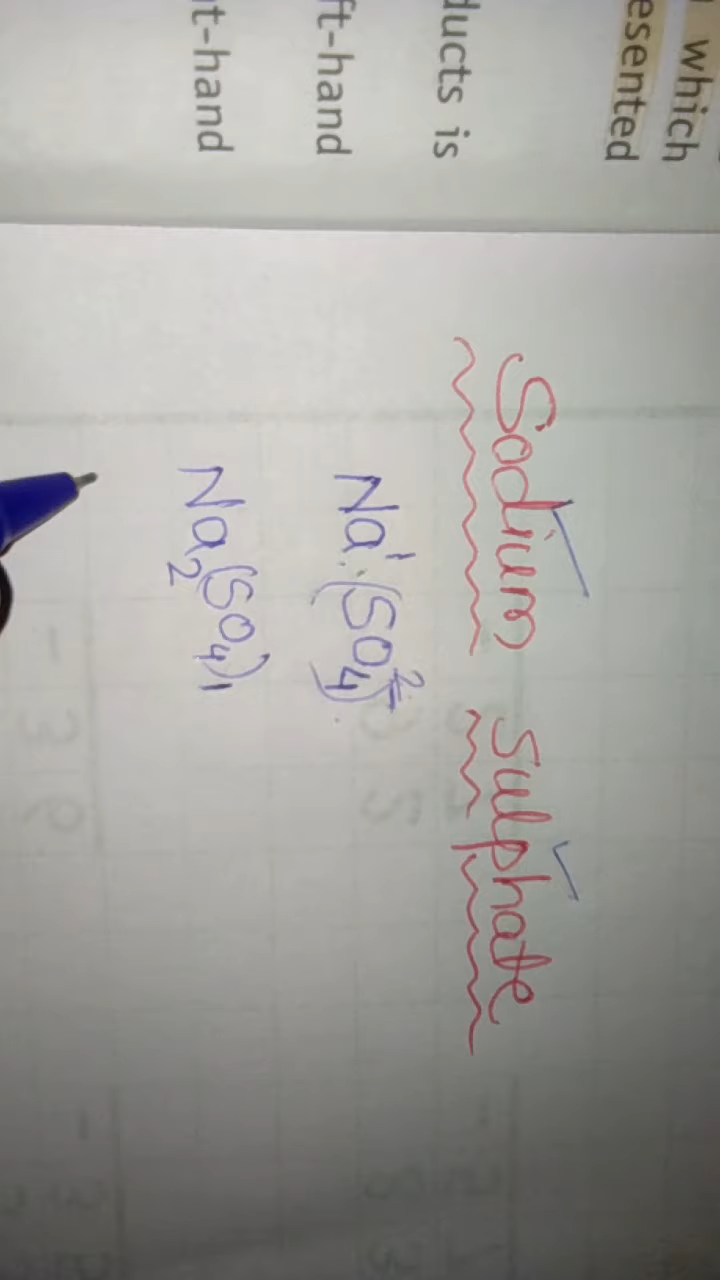 which
esented
ducts is
ft-hand
t-hand
Sodium Sulphate
Na¹ (SO₄)²⁻
Na₂(SO₄)₁